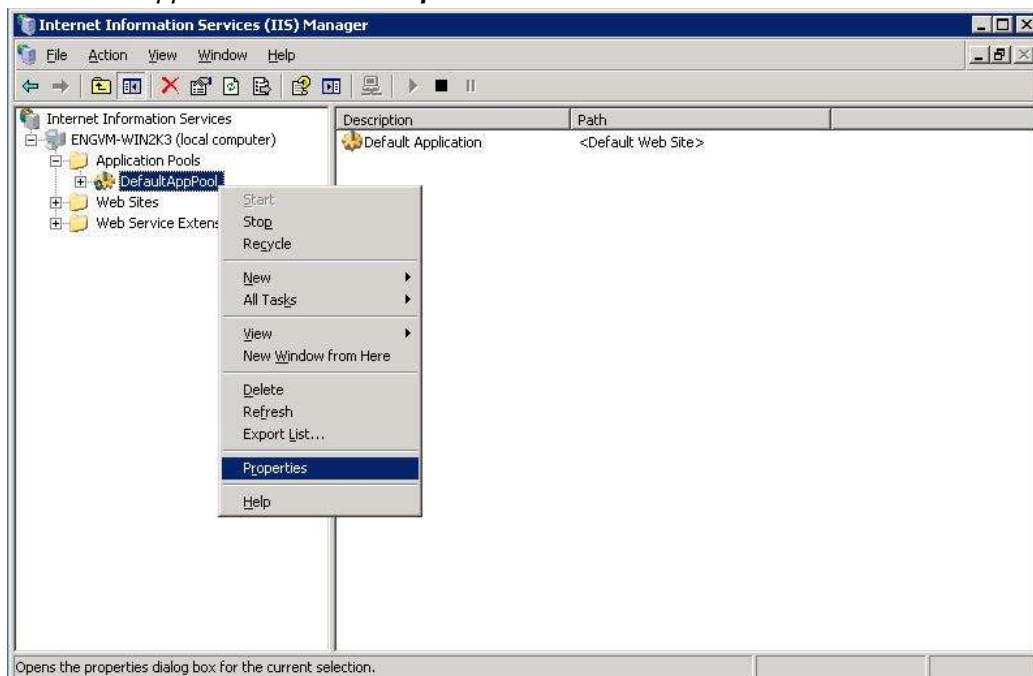 Internet Information Services (IIS) Manager
File Action View Window Help
Internet Information Services
ENGVM-WIN2K3 (local computer)
Application Pools
DefaultAppPool
Web Sites
Web Service Extens
Description Path
Default Application <Default Web Site>
Start
Stop
Recycle
New
All Tasks
View
New Window from Here
Delete
Refresh
Export List...
Properties
Help
Opens the properties dialog box for the current selection.